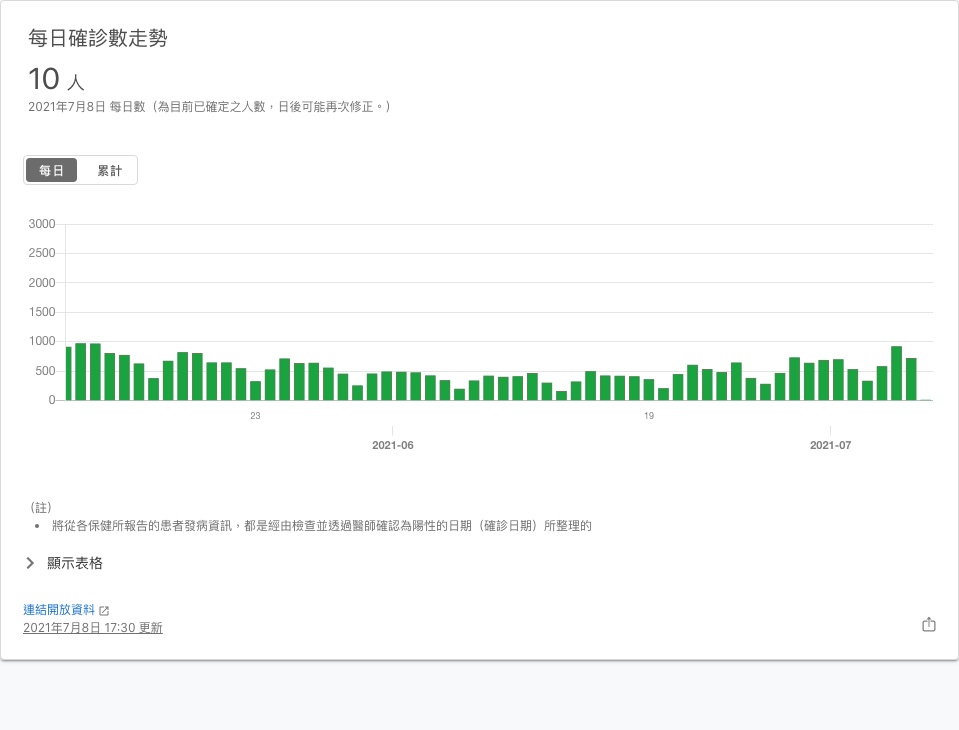 每日確診數走勢
10 人
2021年7月8日 每日數（為目前已確定之人數，日後可能再次修正。）
每日 累計
3000
2500
2000
1500
1000
500
0
23 19
2021-06 2021-07
（註）
• 將從各保健所報告的患者發病資訊，都是經由檢查並透過醫師確認為陽性的日期（確診日期）所整理的
顯示表格
連結開放資料
2021年7月8日 17:30 更新